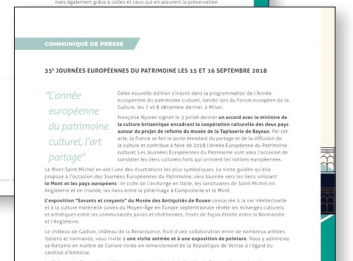 mais également grâce à celles et ceux qui en assurent la préservation
COMMUNIQUÉ DE PRESSE
35ᵉ JOURNÉES EUROPÉENNES DU PATRIMOINE LES 15 ET 16 SEPTEMBRE 2018
"L'année
européenne
du patrimoine
culturel, l'art
partage"
Cette nouvelle édition s'inscrit dans la programmation de l'Année
européenne du patrimoine culturel, lancée lors du Forum européen de la
Culture, les 7 et 8 décembre dernier, à Milan.
Françoise Nyssen signait le 5 juillet dernier un accord avec le ministre de
la culture britannique encadrant la coopération culturelle des deux pays
autour du projet de refonte du musée de la Tapisserie de Bayeux. Par cet
acte, la France se fait le porte étendard du partage et de la diffusion de
la culture et contribue à faire de 2018 l'Année Européenne du Patrimoine
culturel. Les Journées Européennes du Patrimoine sont ainsi l'occasion de
constater les liens culturels forts qui unissent les nations européennes.
Le Mont Saint-Michel en est l'une des illustrations les plus symboliques. La visite guidée qu'elle
propose à l'occasion des Journées Européennes du Patrimoine, sera tournée vers les liens unissant
le Mont et les pays européens : le culte de l'archange en Italie, les sanctuaires de Saint-Michel en
Angleterre et en Irlande, les liens entre le pèlerinage à Compostelle et le Mont.
L'exposition "Savants et croyants" du Musée des Antiquités de Rouen consacrée à la vie intellectuelle
et à la culture matérielle juives du Moyen-Age en Europe septentrionale révèle les échanges culturels
et artistiques entre les communautés juives et chrétiennes, tissés de façon étroite entre la Normandie
et l'Angleterre.
Le château de Gaillon, château de la Renaissance, fruit d'une collaboration entre de nombreux artistes
italiens et normands, vous invite à une visite animée et à une exposition de peinture. Vous y admirerez
sa fontaine en marbre de Carrare livrée en remerciement de la République de Venise à l'égard du
cardinal d'Amboise.